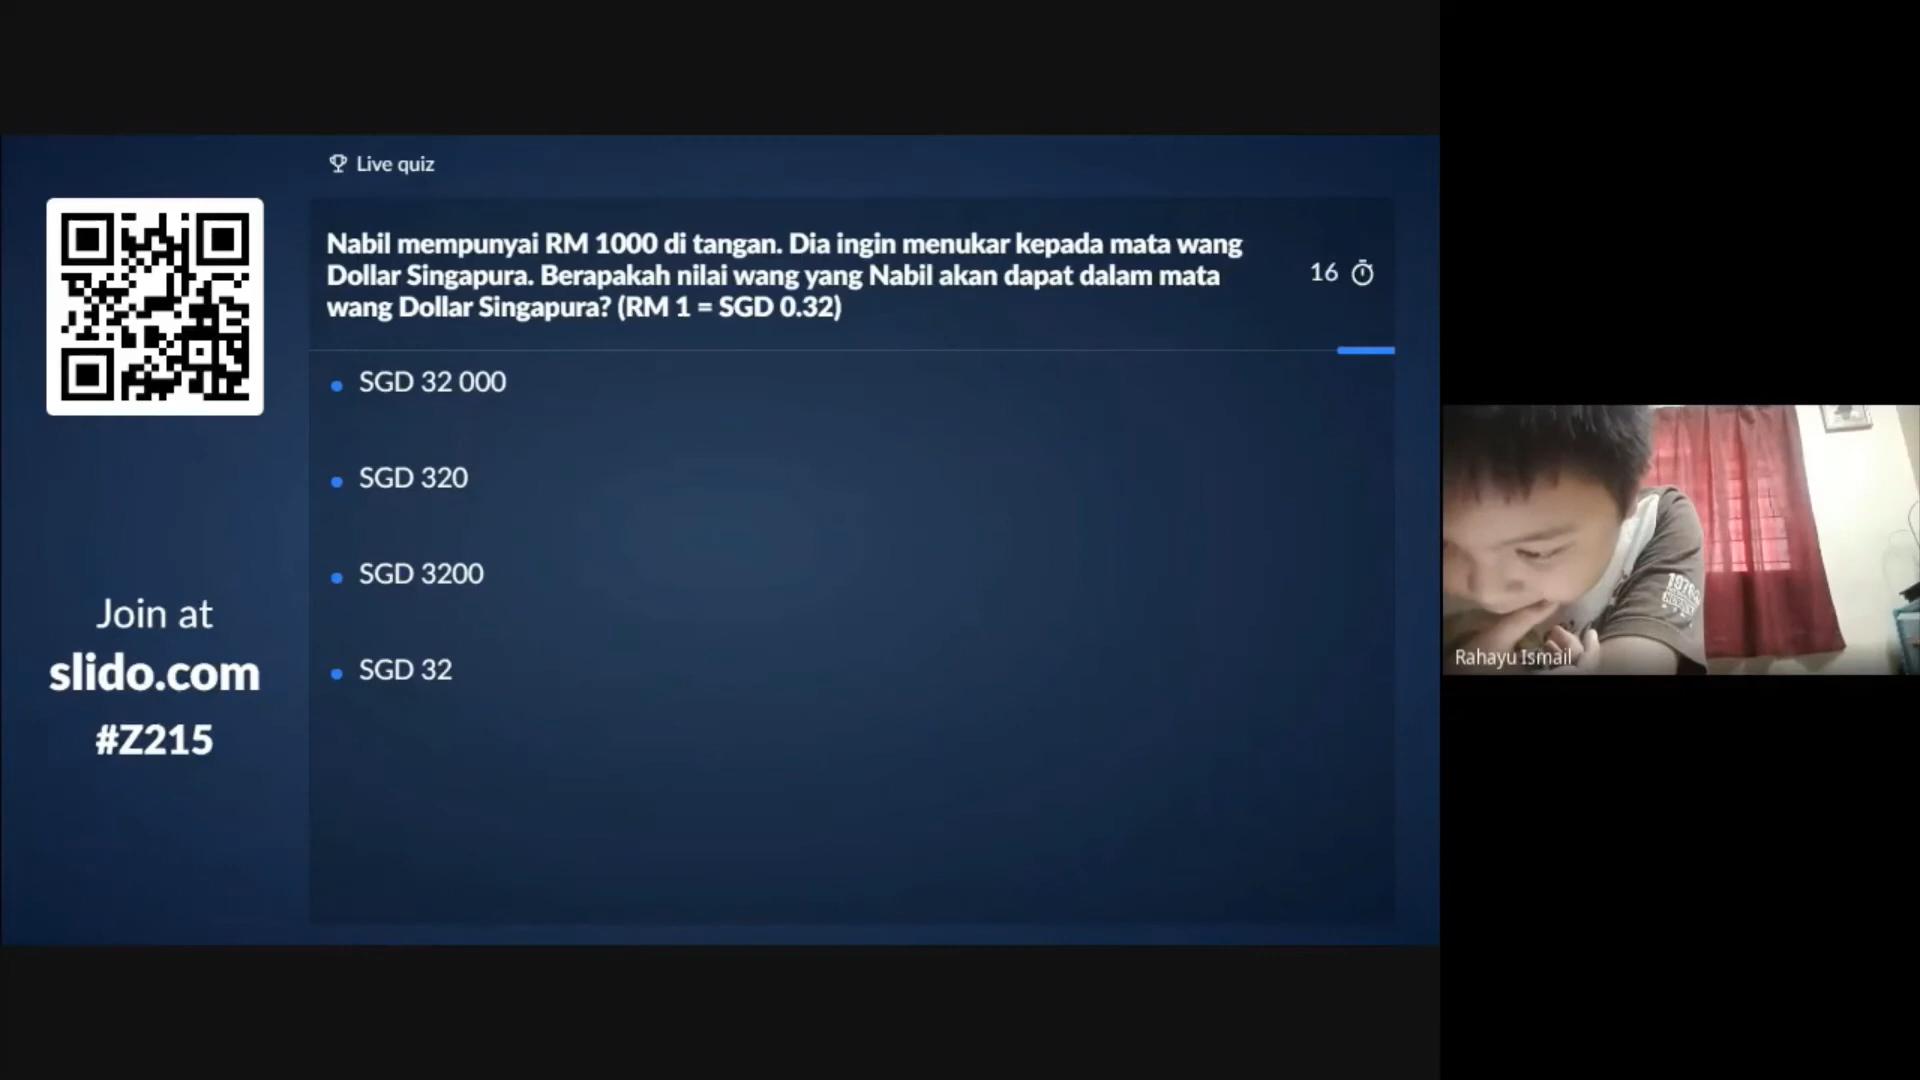 Live quiz
Nabil mempunyai RM 1000 di tangan. Dia ingin menukar kepada mata wang
Dollar Singapura. Berapakah nilai wang yang Nabil akan dapat dalam mata
wang Dollar Singapura? (RM 1 = SGD 0.32)
16
SGD 32 000
SGD 320
SGD 3200
SGD 32
Join at
slido.com
#Z215
Rahayu Ismail